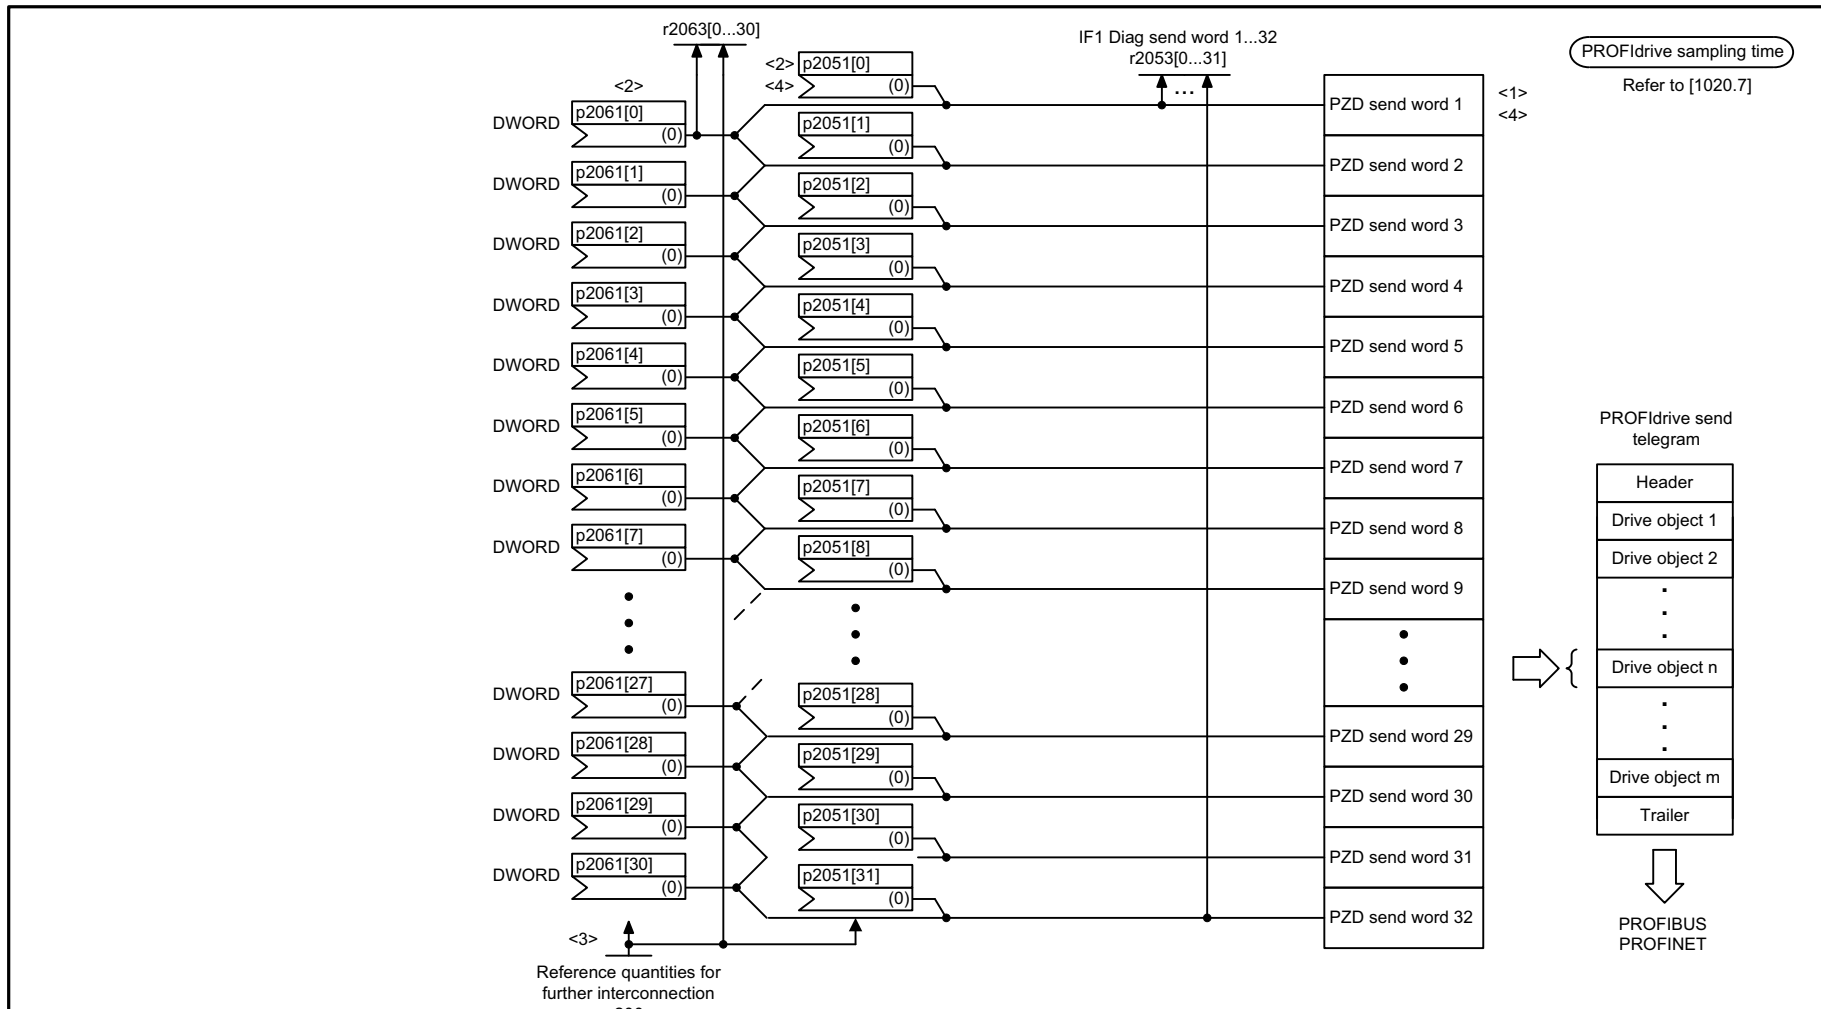 r2063[0...30]
IF1 Diag send word 1...32
r2053[0...31]
PROFIdrive sampling time
Refer to [1020.7]
<2>
<2>
<4>
p2051[0]
(0)
PZD send word 1
<1>
<4>
DWORD
p2061[0]
(0)
p2051[1]
(0)
PZD send word 2
DWORD
p2061[1]
(0)
p2051[2]
(0)
PZD send word 3
DWORD
p2061[2]
(0)
p2051[3]
(0)
PZD send word 4
DWORD
p2061[3]
(0)
p2051[4]
(0)
PZD send word 5
DWORD
p2061[4]
(0)
p2051[5]
(0)
PZD send word 6
DWORD
p2061[5]
(0)
p2051[6]
(0)
PZD send word 7
DWORD
p2061[6]
(0)
p2051[7]
(0)
PZD send word 8
DWORD
p2061[7]
(0)
p2051[8]
(0)
PZD send word 9
DWORD
p2061[27]
(0)
p2051[28]
(0)
PZD send word 29
DWORD
p2061[28]
(0)
p2051[29]
(0)
PZD send word 30
DWORD
p2061[29]
(0)
p2051[30]
(0)
PZD send word 31
DWORD
p2061[30]
(0)
p2051[31]
(0)
PZD send word 32
<3>
Reference quantities for
further interconnection
PROFIdrive send
telegram
Header
Drive object 1
Drive object 2
Drive object n
Drive object m
Trailer
PROFIBUS
PROFINET